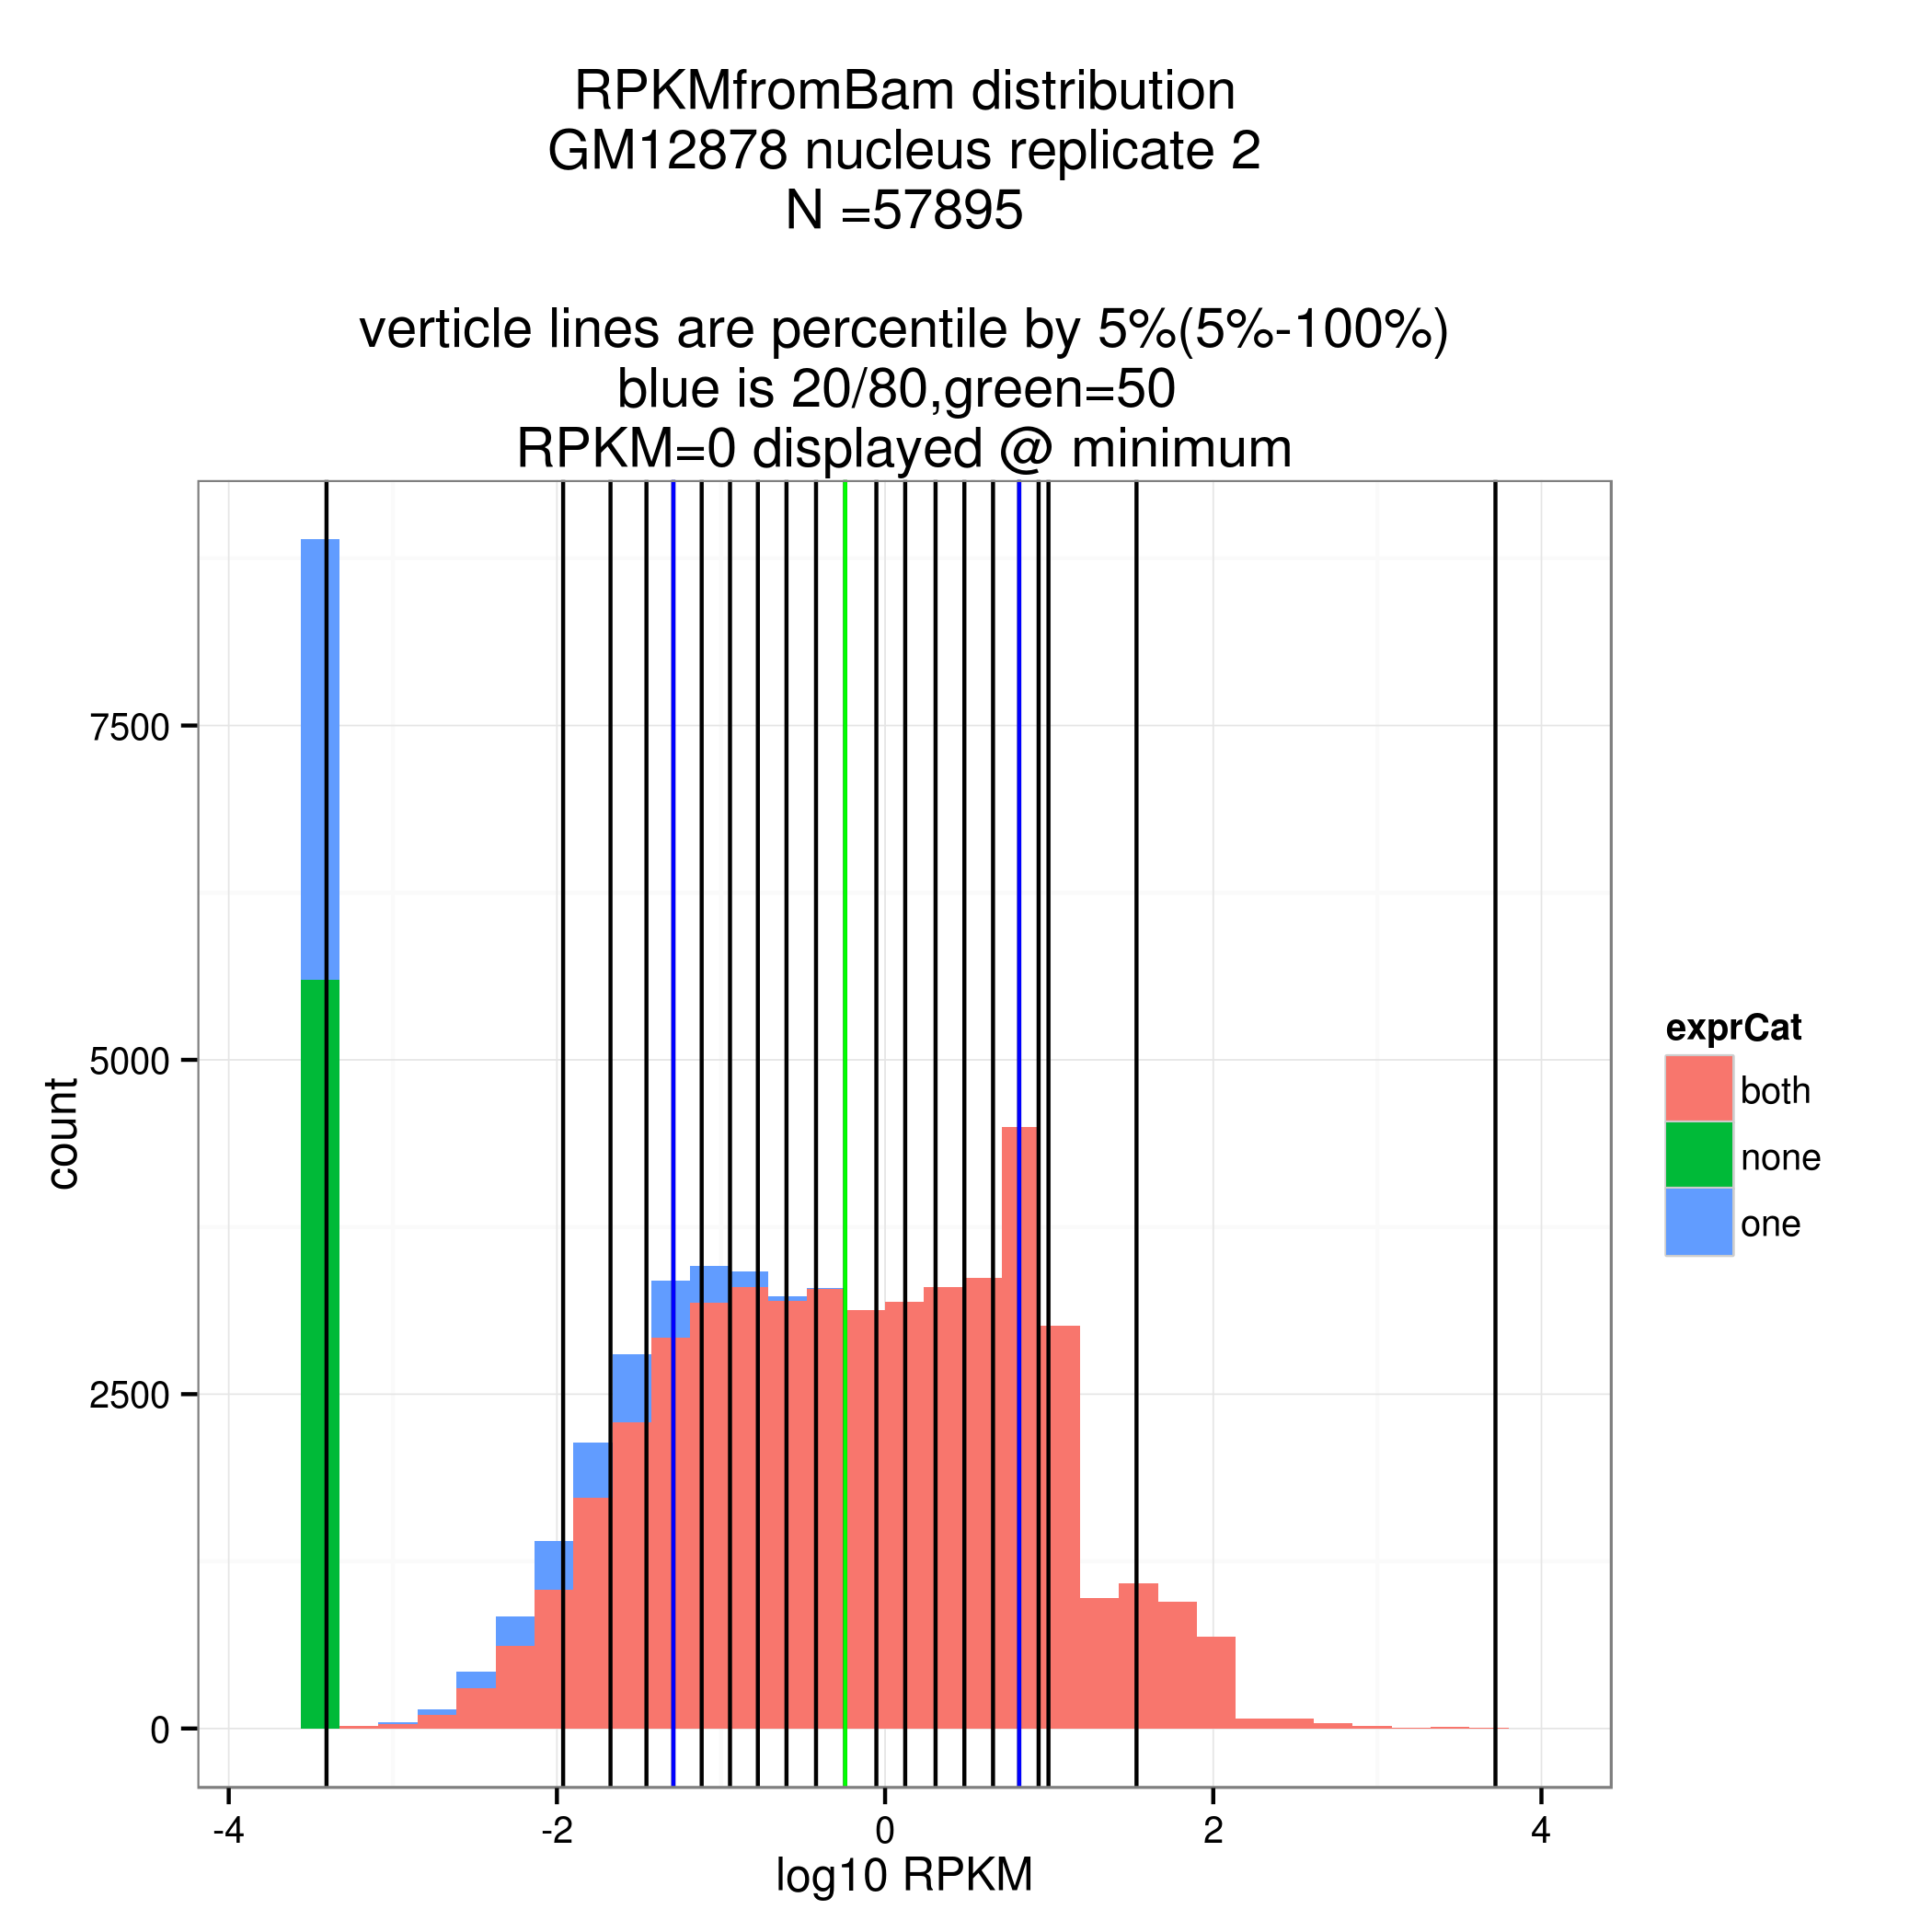 RPKMfromBam distribution
GM12878 nucleus replicate 2
N =57895
verticle lines are percentile by 5%(5%-100%)
blue is 20/80,green=50
RPKM=0 displayed @ minimum
7500
5000
2500
0
count
-4
-2
0
2
4
log10 RPKM
exprCat
both
none
one